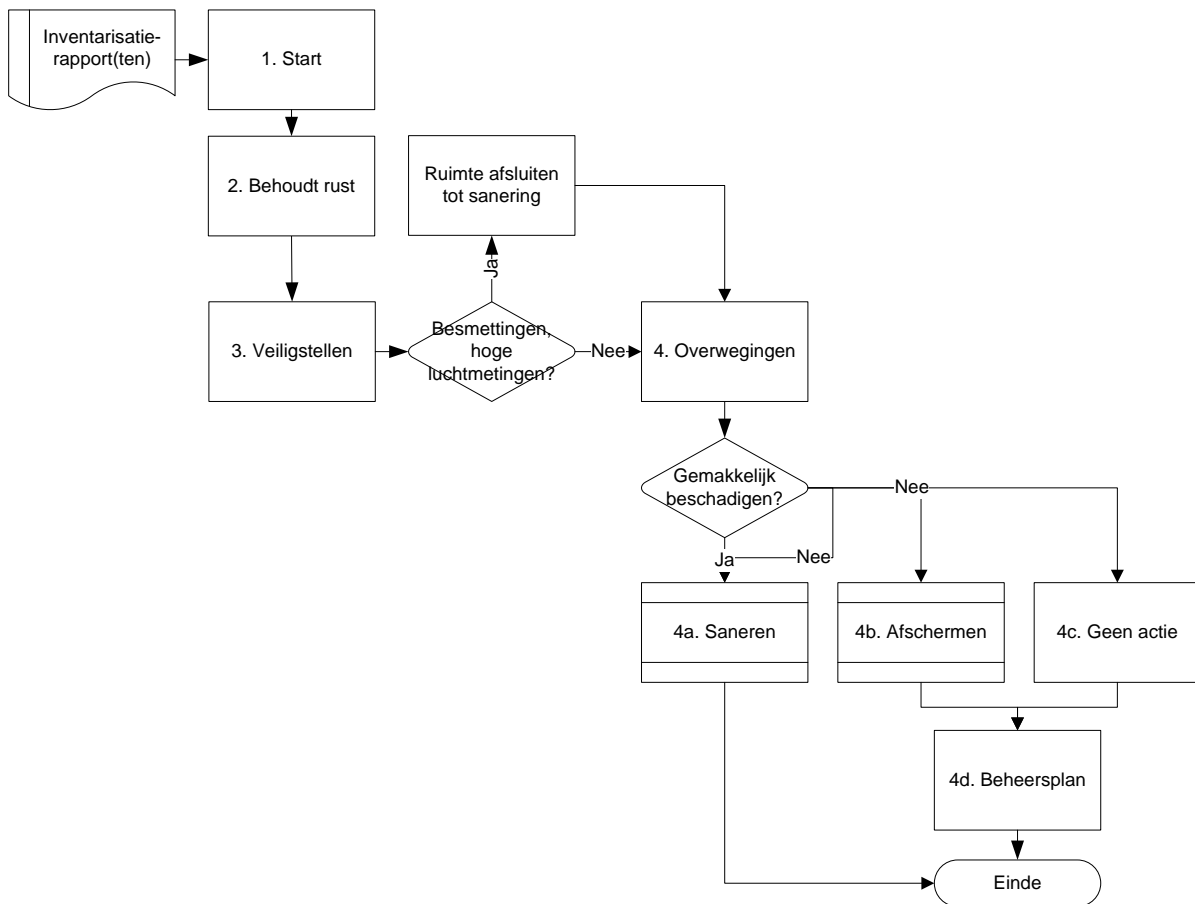 Inventarisatie-
rapport(ten)
1. Start
2. Behoudt rust
Ruimte afsluiten
tot sanering
Ja
3. Veiligstellen
Besmettingen,
hoge
luchtmetingen?
Nee
4. Overwegingen
Gemakkelijk
beschadigen?
Nee
Ja
Nee
4a. Saneren
4b. Afschermen
4c. Geen actie
4d. Beheersplan
Einde